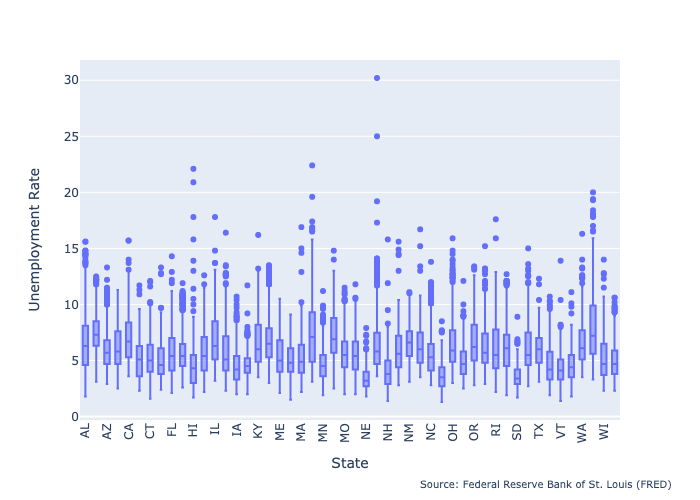 30
25
20
15
10
5
0
Unemployment Rate
AL AZ CA CT FL HI IL IA KY ME MA MN MO NE NH NM NC OH OR RI SD TX VT WA WI
State
Source: Federal Reserve Bank of St. Louis (FRED)